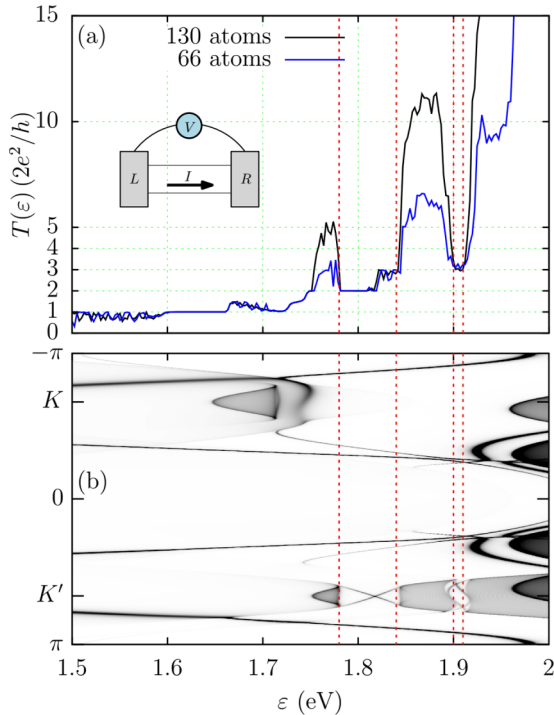 15
(a)
130 atoms
66 atoms
10
V
L
I
R
5
4
3
2
1
0
T(ε) (2e²/h)
−π
K
(b)
0
K′
π
1.5
1.6
1.7
1.8
1.9
2
ε (eV)